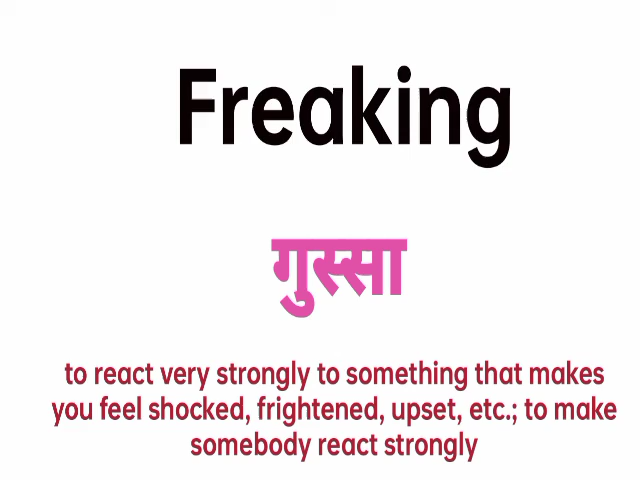 Freaking
गुस्सा
to react very strongly to something that makes
you feel shocked, frightened, upset, etc.; to make
somebody react strongly